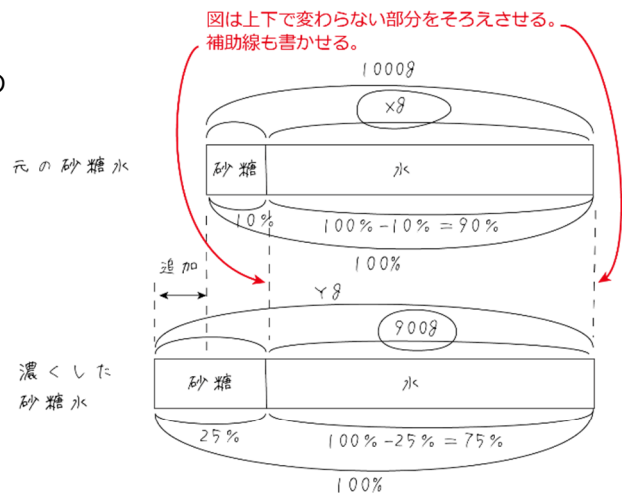 図は上下で変わらない部分をそろえさせる。
補助線も書かせる。
1000g
xg
元の砂糖水
砂糖
水
10%
100%-10%=90%
100%
追加
Yg
900g
濃くした
砂糖水
砂糖
水
25%
100%-25%=75%
100%